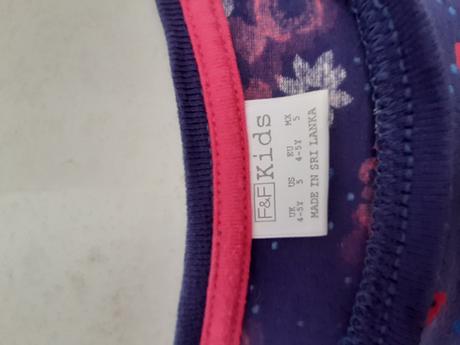 F&F Kids
UK US EU MX
4-5Y 5 4-5Y 5
MADE IN SRI LANKA